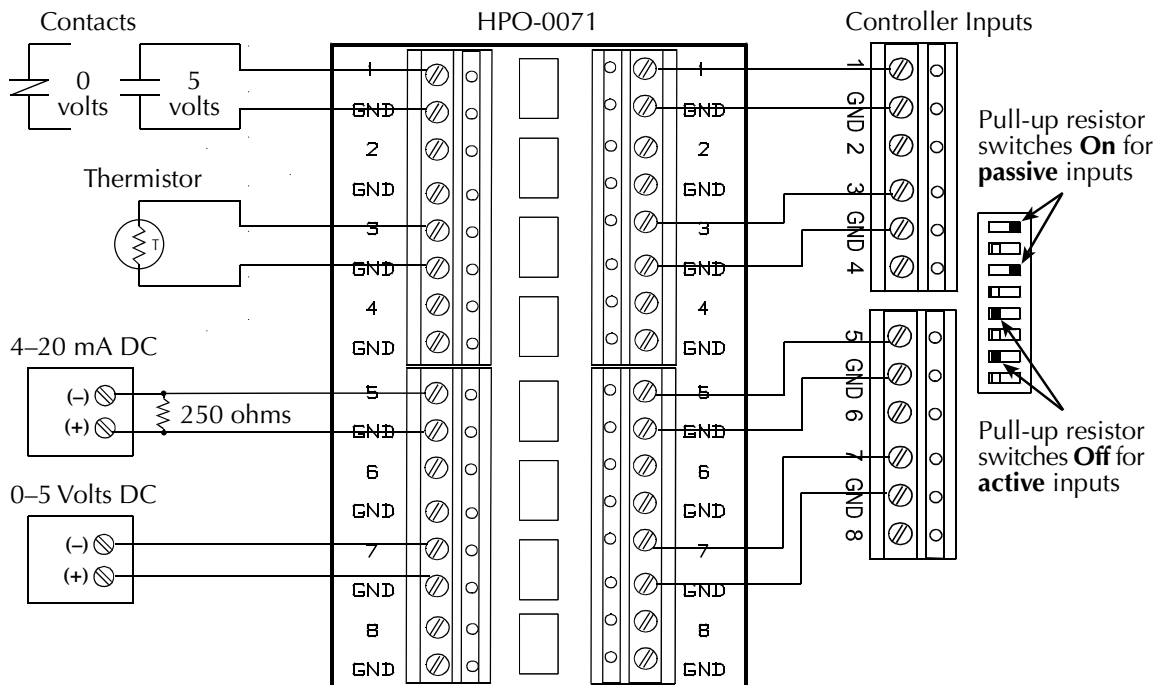 Contacts
HPO-0071
Controller Inputs
0
volts
5
volts
Thermistor
T
4–20 mA DC
(–)
(+)
250 ohms
0–5 Volts DC
(–)
(+)
1
GND
2
GND
3
GND
4
GND
5
GND
6
GND
7
GND
8
GND
1
GND
2
GND
3
GND
4
GND
5
GND
6
GND
7
GND
8
GND
1
GND
2
3
GND
4
5
GND
6
7
GND
8
Pull-up resistor
switches On for
passive inputs
Pull-up resistor
switches Off for
active inputs